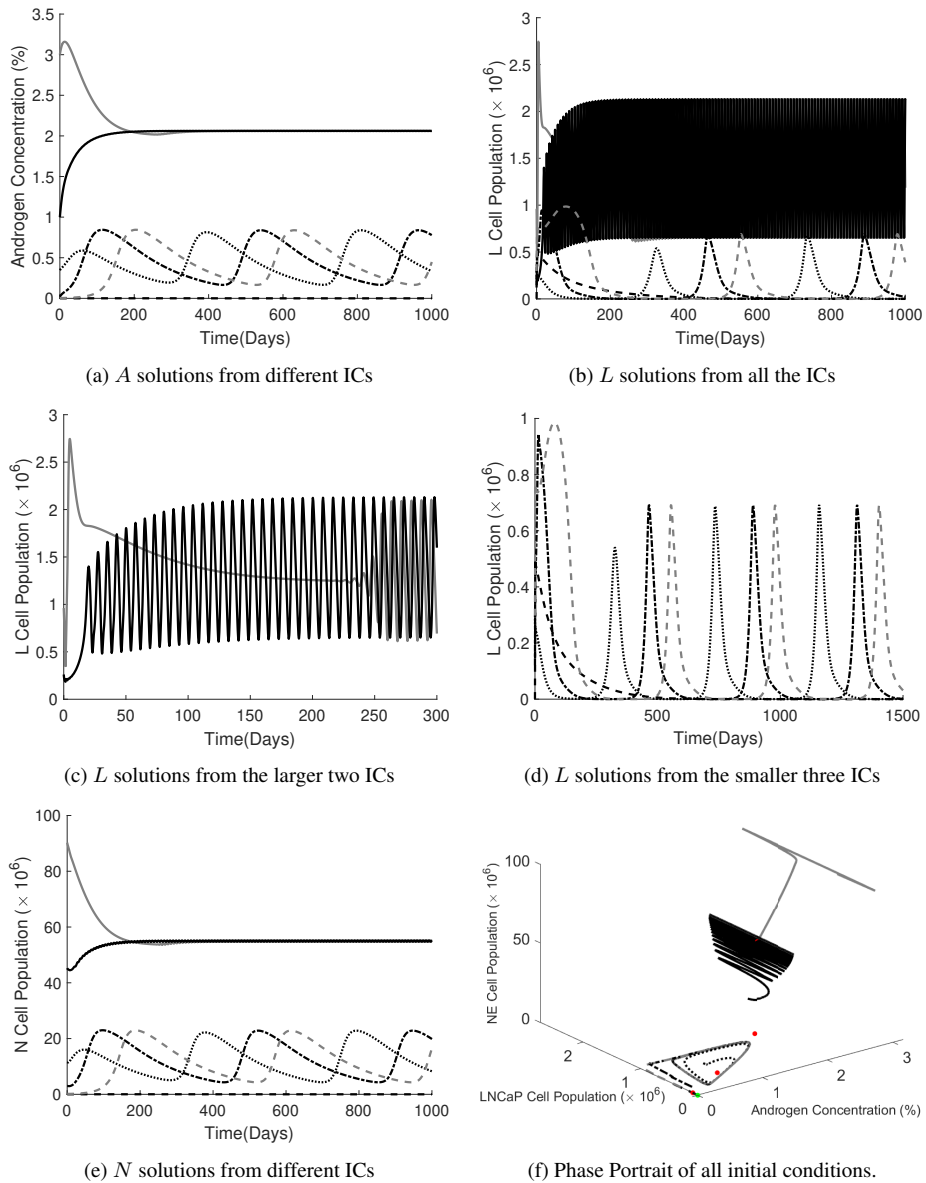 3.5
3
2.5
2
1.5
1
0.5
0
Androgen Concentration (%)
0 200 400 600 800 1000
Time(Days)
(a) A solutions from different ICs
3
2.5
2
1.5
1
0.5
0
L Cell Population (× 10^6)
0 200 400 600 800 1000
Time(Days)
(b) L solutions from all the ICs
3
2.5
2
1.5
1
0.5
0
L Cell Population (× 10^6)
0 50 100 150 200 250 300
Time(Days)
(c) L solutions from the larger two ICs
1
0.8
0.6
0.4
0.2
0
L Cell Population (× 10^6)
0 500 1000 1500
Time(Days)
(d) L solutions from the smaller three ICs
100
80
60
40
20
0
N Cell Population (× 10^6)
0 200 400 600 800 1000
Time(Days)
(e) N solutions from different ICs
100
50
0
NE Cell Population (× 10^6)
2
1
0
LNCaP Cell Population (× 10^6)
0 1 2 3
Androgen Concentration (%)
(f) Phase Portrait of all initial conditions.